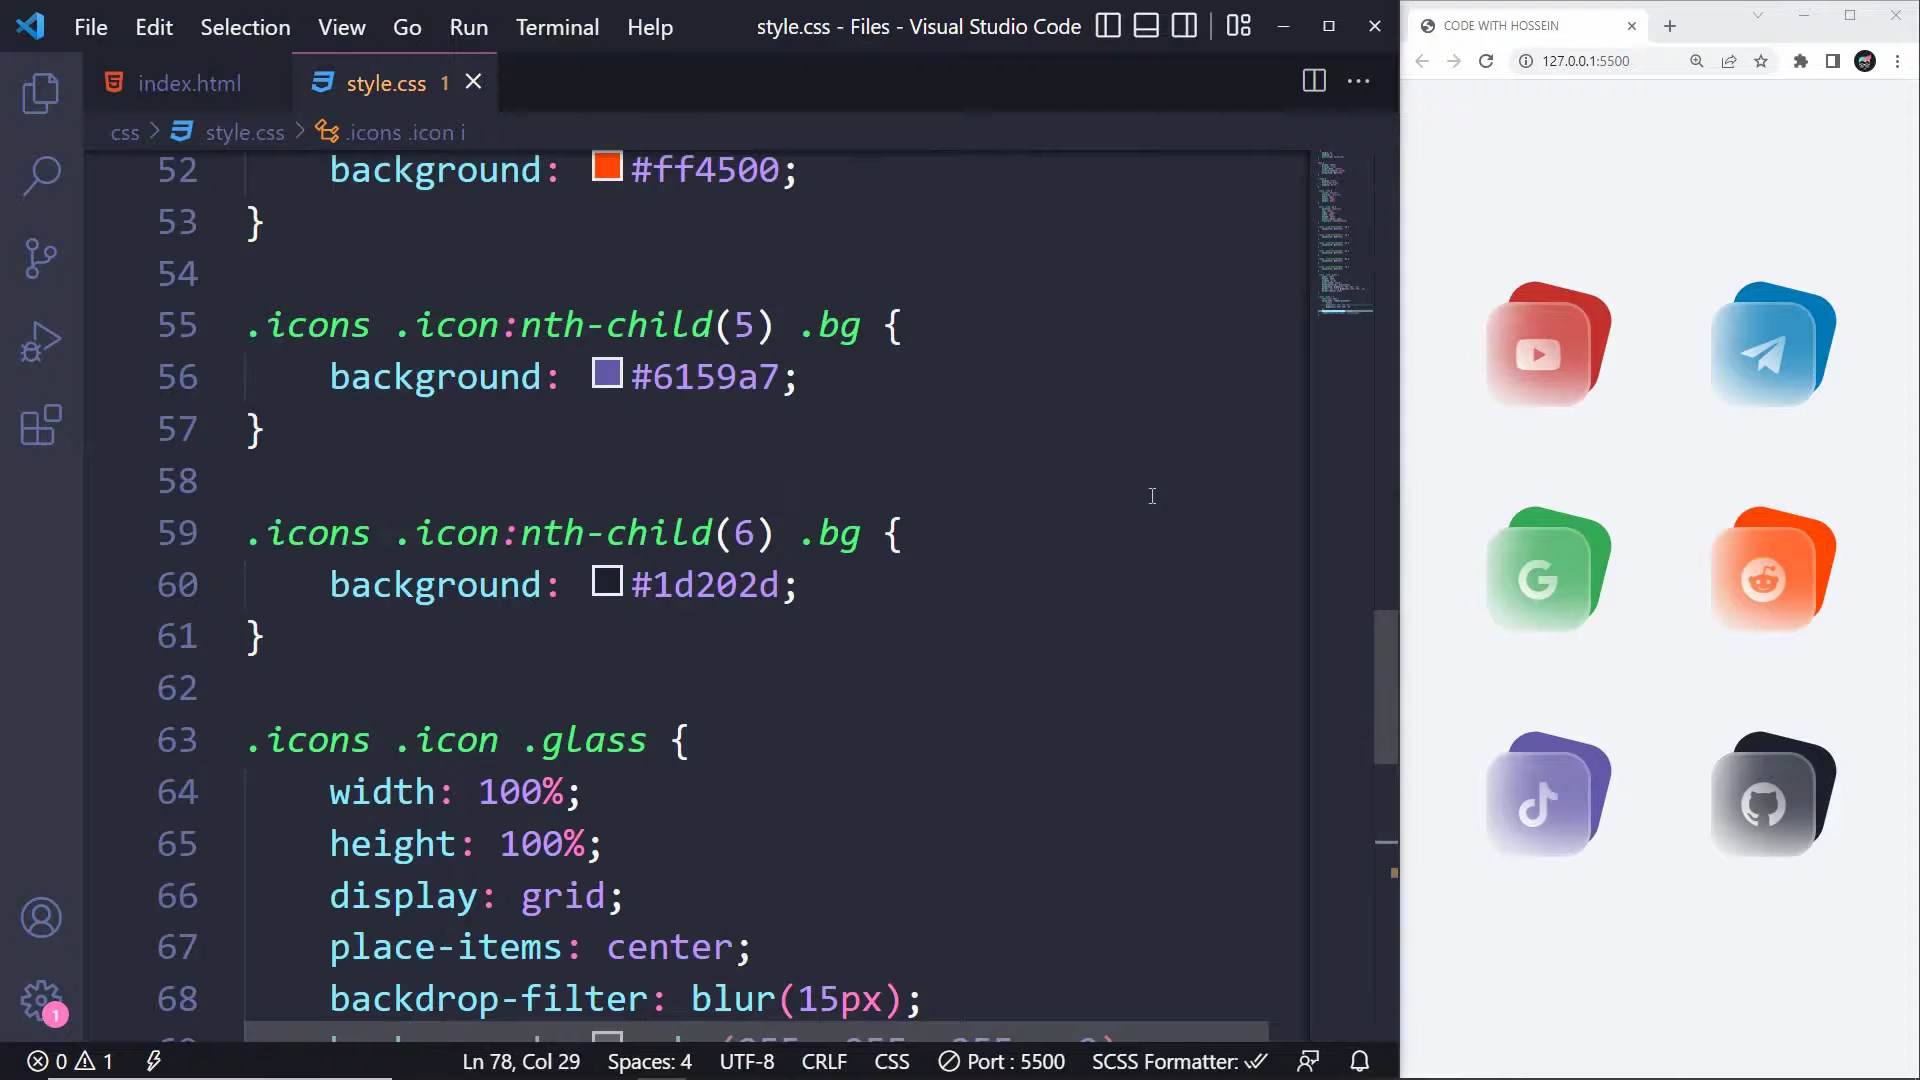 File Edit Selection View Go Run Terminal Help
style.css - Files - Visual Studio Code
index.html
style.css 1
css > style.css > .icons .icon i
52 background: #ff4500;
53 }
54
55 .icons .icon:nth-child(5) .bg {
56 background: #6159a7;
57 }
58
59 .icons .icon:nth-child(6) .bg {
60 background: #1d202d;
61 }
62
63 .icons .icon .glass {
64 width: 100%;
65 height: 100%;
66 display: grid;
67 place-items: center;
68 backdrop-filter: blur(15px);
1
0 1 Ln 78, Col 29 Spaces: 4 UTF-8 CRLF CSS Port : 5500 SCSS Formatter:
CODE WITH HOSSEIN
127.0.0.1:5500
G